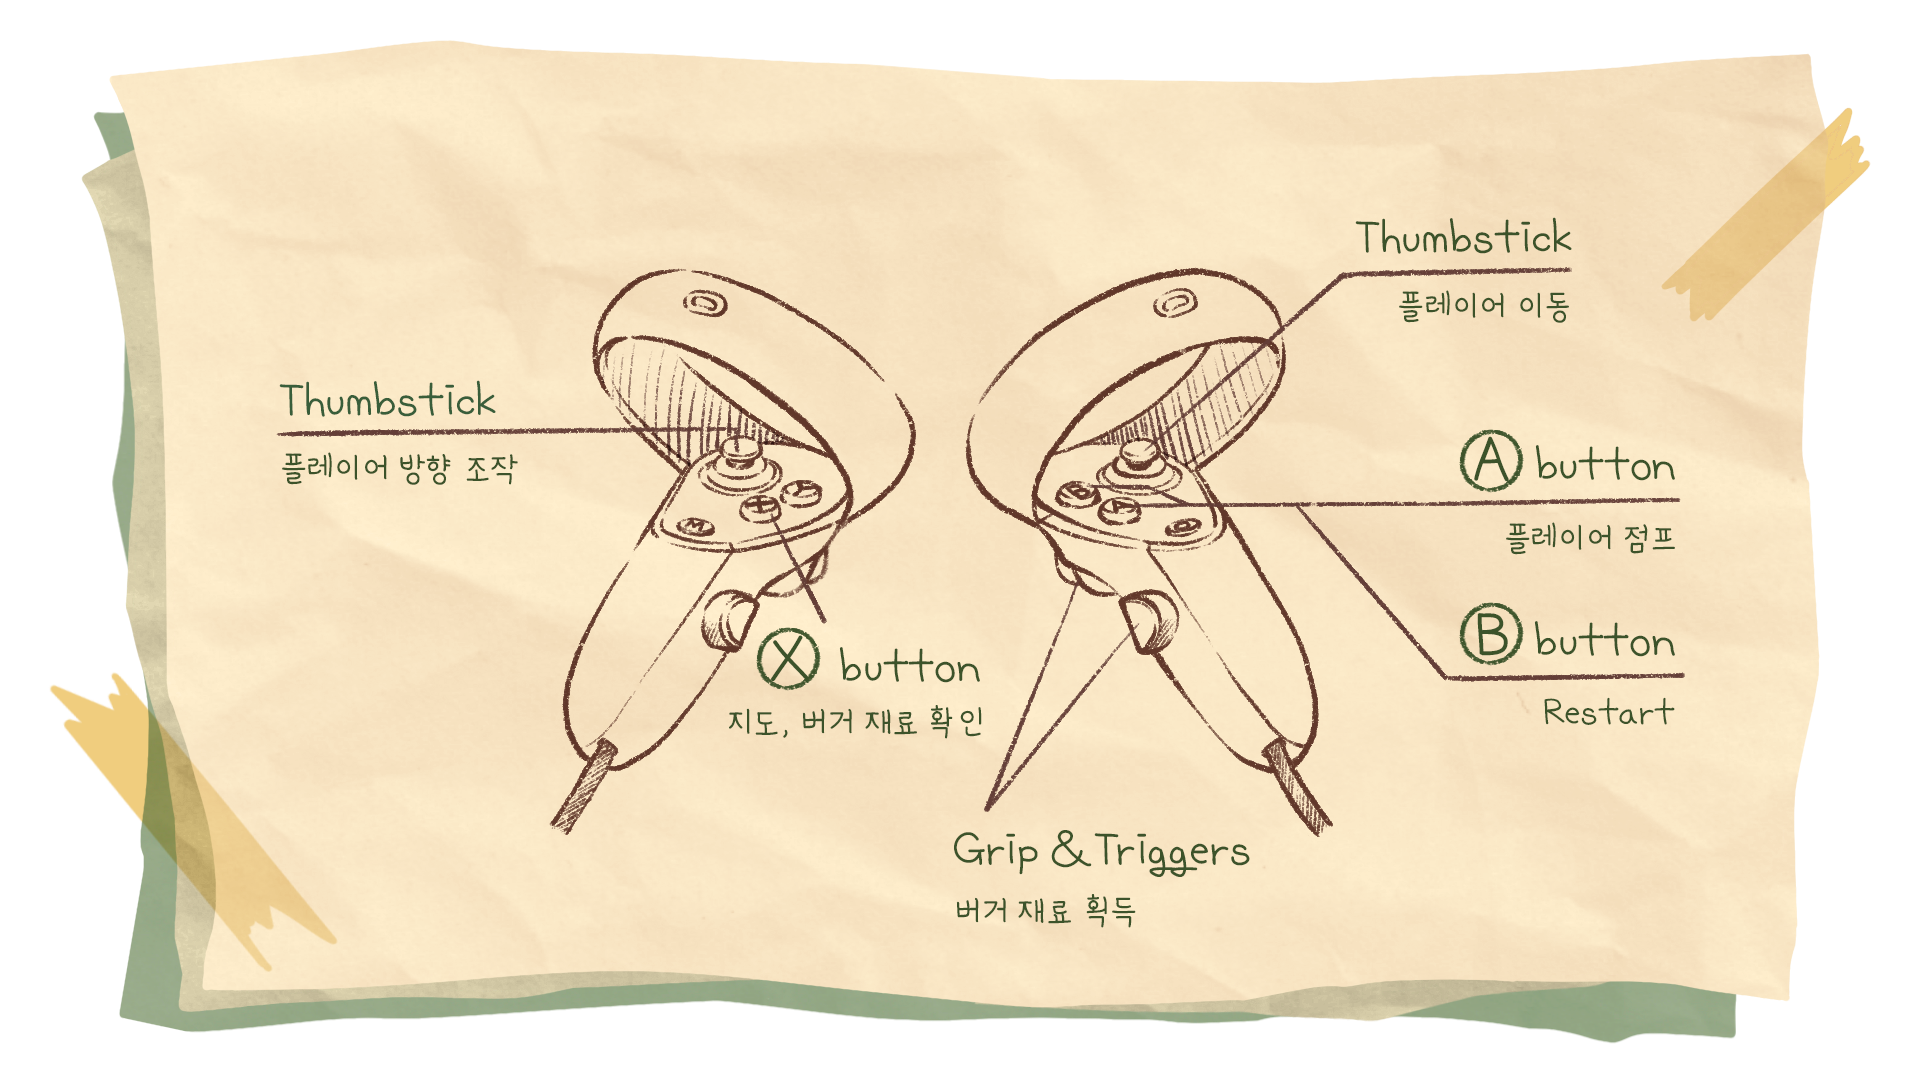 Thumbstick
플레이어 이동
Thumbstick
플레이어 방향 조작
A button
플레이어 점프
B button
Restart
X button
지도, 버거 재료 확인
Grip & Triggers
버거 재료 획득
Y
X
M
B
A